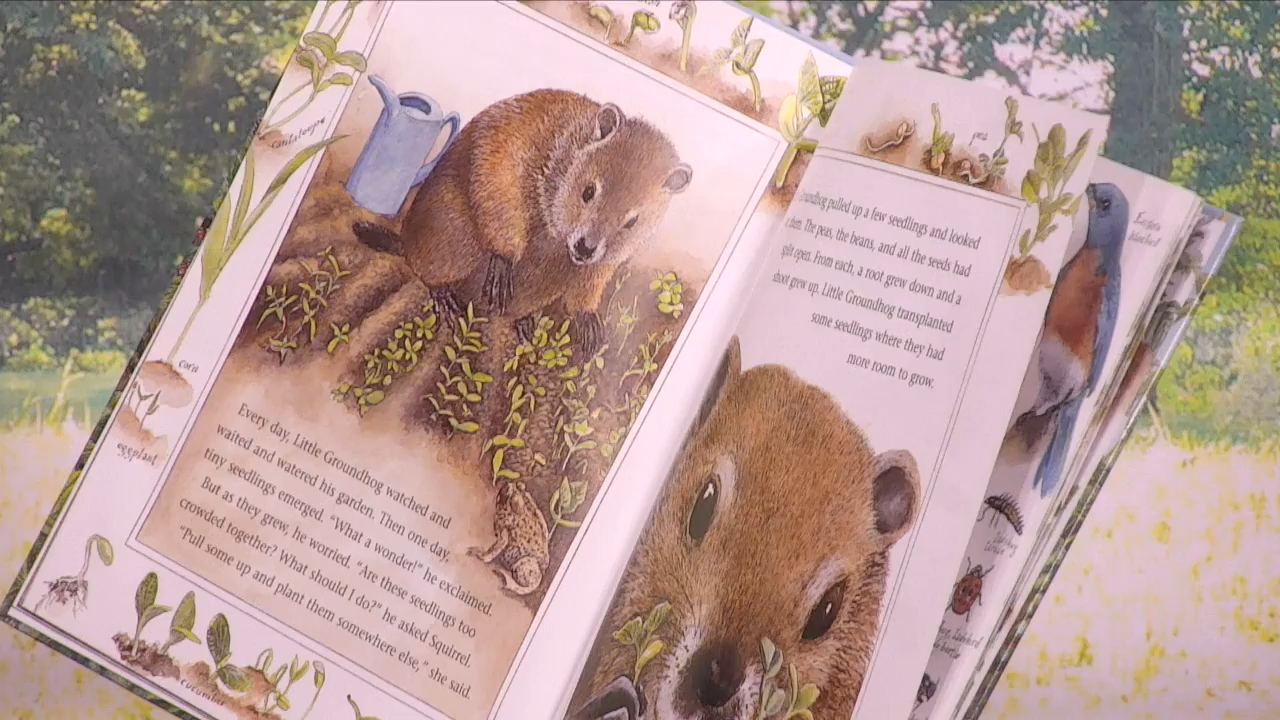 cantaloupe
corn
eggplant
cucumber
Every day, Little Groundhog watched and
waited and watered his garden. Then one day,
tiny seedlings emerged. "What a wonder!" he exclaimed.
But as they grew, he worried. "Are these seedlings too
crowded together? What should I do?" he asked Squirrel.
"Pull some up and plant them somewhere else," she said.
pea
pulled up a few seedlings and looked
them. The peas, the beans, and all the seeds had
split open. From each, a root grew down and a
shoot grew up. Little Groundhog transplanted
some seedlings where they had
more room to grow.
Eastern
bluebird